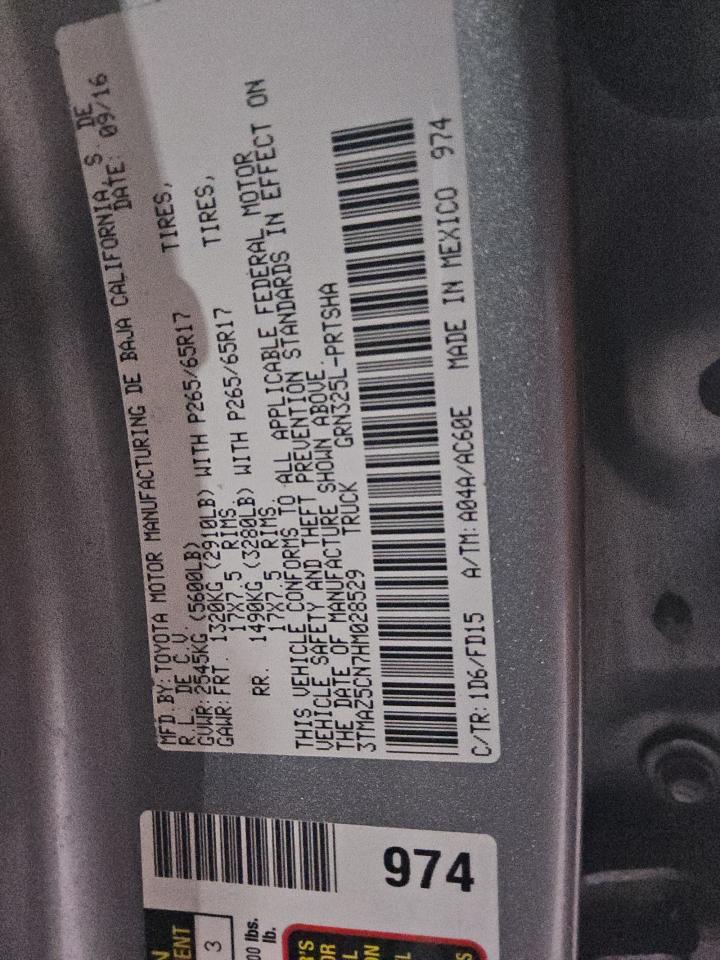 MFD BY:TOYOTA MOTOR MANUFACTURING DE BAJA CALIFORNIA, S. DE
R.L. DE C.V. DATE: 09/16
GVWR:2545KG (5600LB)
GAWR:FRT. 1320KG (2910LB) WITH P265/65R17 TIRES,
17X7.5 RIMS.
RR. 1490KG (3280LB) WITH P265/65R17 TIRES,
17X7.5 RIMS.
THIS VEHICLE CONFORMS TO ALL APPLICABLE FEDERAL MOTOR
VEHICLE SAFETY AND THEFT PREVENTION STANDARDS IN EFFECT ON
THE DATE OF MANUFACTURE SHOWN ABOVE.
3TMAZ5CN7HM028529 TRUCK GRN325L-PRTSHA
C/TR:1D6/FD15 A/TM:A04A/AC60E MADE IN MEXICO 974
974
3
lbs.
lb.